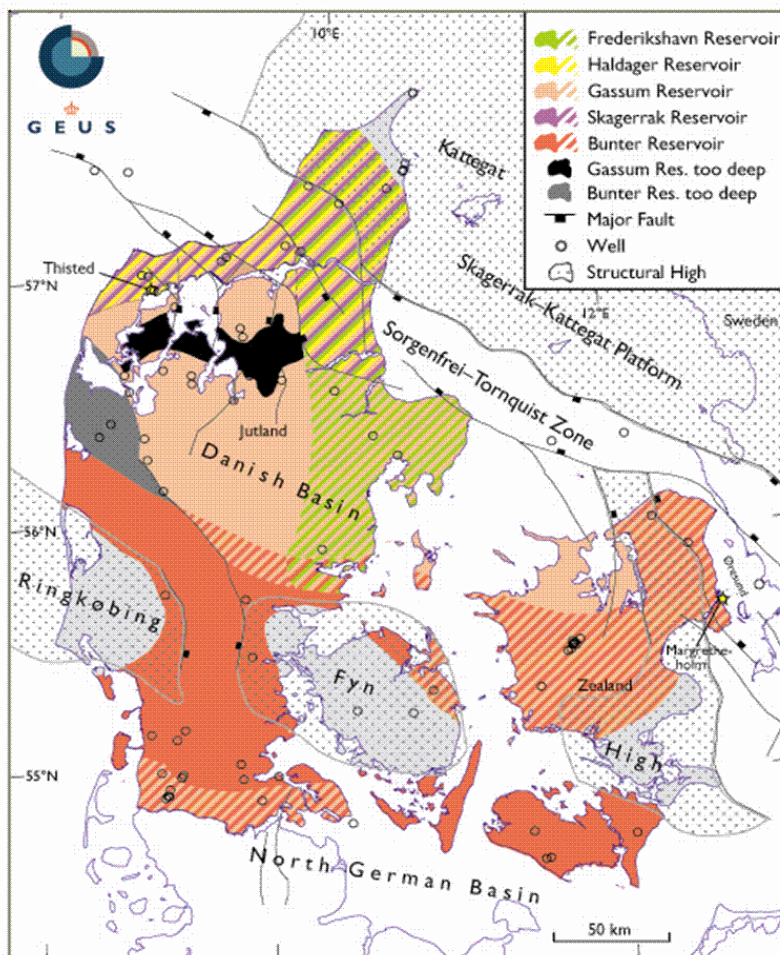 GEUS
10°E
Frederikshavn Reservoir
Haldager Reservoir
Gassum Reservoir
Skagerrak Reservoir
Bunter Reservoir
Gassum Res. too deep
Bunter Res. too deep
Major Fault
Well
Structural High
Kattegat
Thisted
57°N
12°E
Skagerrak-Kattegat Platform
Sweden
Sorgenfrei-Tornquist Zone
Jutland
Danish Basin
56°N
Ringkøbing
Øresund
Margrethe-
holm
Fyn
Zealand
High
55°N
North German Basin
50 km